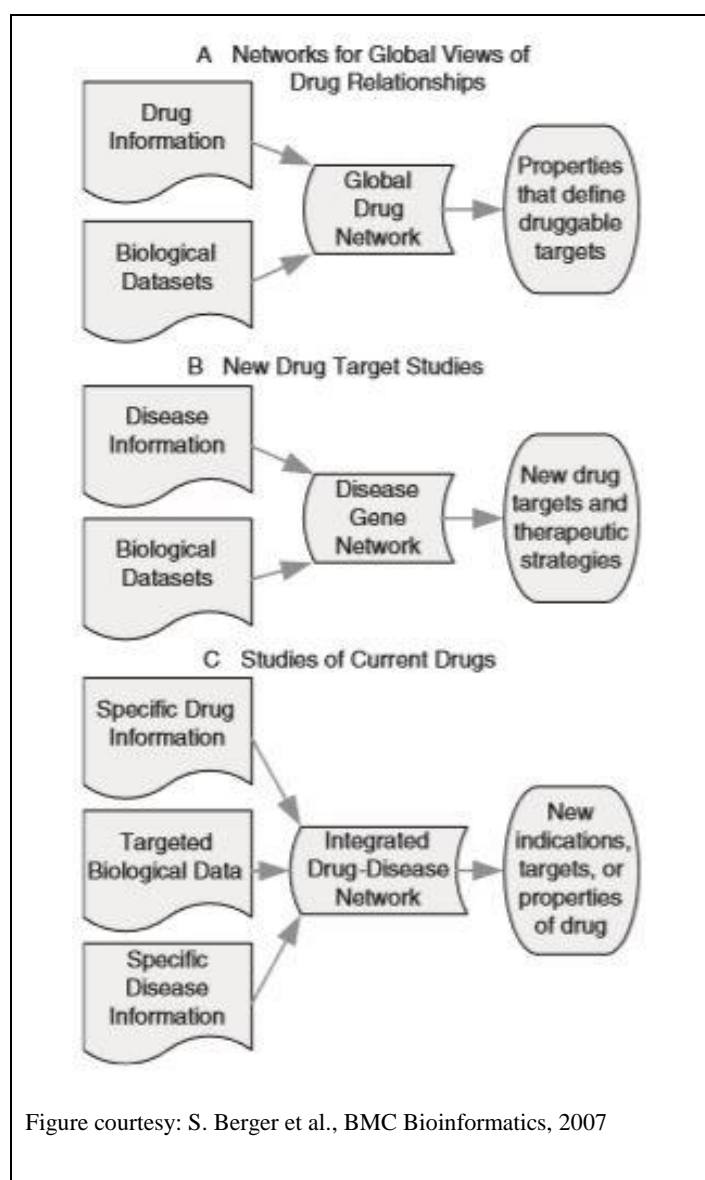 A Networks for Global Views of
Drug Relationships
Drug
Information
Biological
Datasets
Global
Drug
Network
Properties
that define
druggable
targets
B New Drug Target Studies
Disease
Information
Biological
Datasets
Disease
Gene
Network
New drug
targets and
therapeutic
strategies
C Studies of Current Drugs
Specific Drug
Information
Targeted
Biological Data
Specific
Disease
Information
Integrated
Drug-Disease
Network
New
indications,
targets, or
properties
of drug
Figure courtesy: S. Berger et al., BMC Bioinformatics, 2007